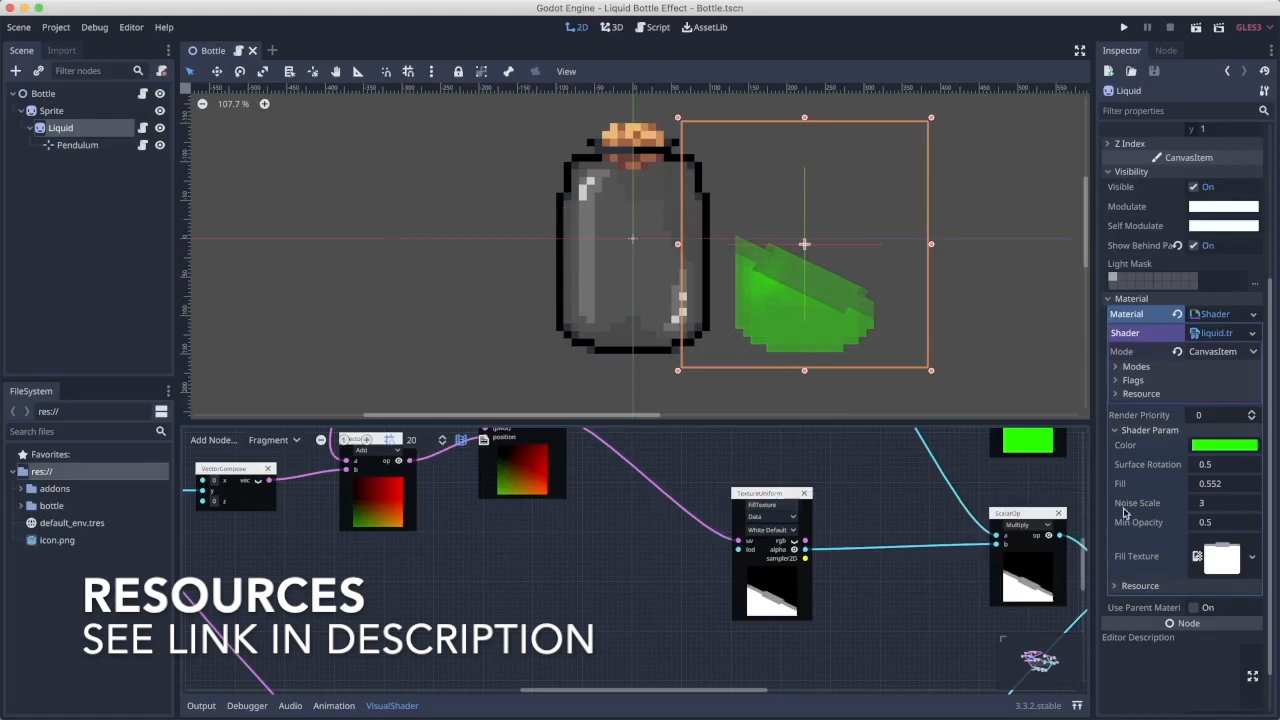 Godot Engine - Liquid Bottle Effect - Bottle.tscn
Scene Project Debug Editor Help
2D 3D Script AssetLib
GLES3
Scene Import
Filter nodes
Bottle
Sprite
Liquid
Pendulum
Bottle
View
107.7 %
FileSystem
res://
Search files
Favorites:
res://
addons
bottle
default_env.tres
icon.png
Add Node...
Fragment
20
VectorCompose
0 x vec
y
0 z
Add
a op
b
position
TextureUniform
FillTexture
Data
White Default
uv rgb
lod alpha
sampler2D
ScalarOp
Multiply
a op
b
RESOURCES
SEE LINK IN DESCRIPTION
Output Debugger Audio Animation VisualShader
3.3.2.stable
Inspector Node
Liquid
Filter properties
y 1
Z Index
CanvasItem
Visibility
Visible On
Modulate
Self Modulate
Show Behind Pa On
Light Mask
...
Material
Material Shader
Shader liquid.tr
Mode CanvasItem
Modes
Flags
Resource
Render Priority 0
Shader Param
Color
Surface Rotation 0.5
Fill 0.552
Noise Scale 3
Min Opacity 0.5
Fill Texture
Resource
Use Parent Materi On
Node
Editor Description